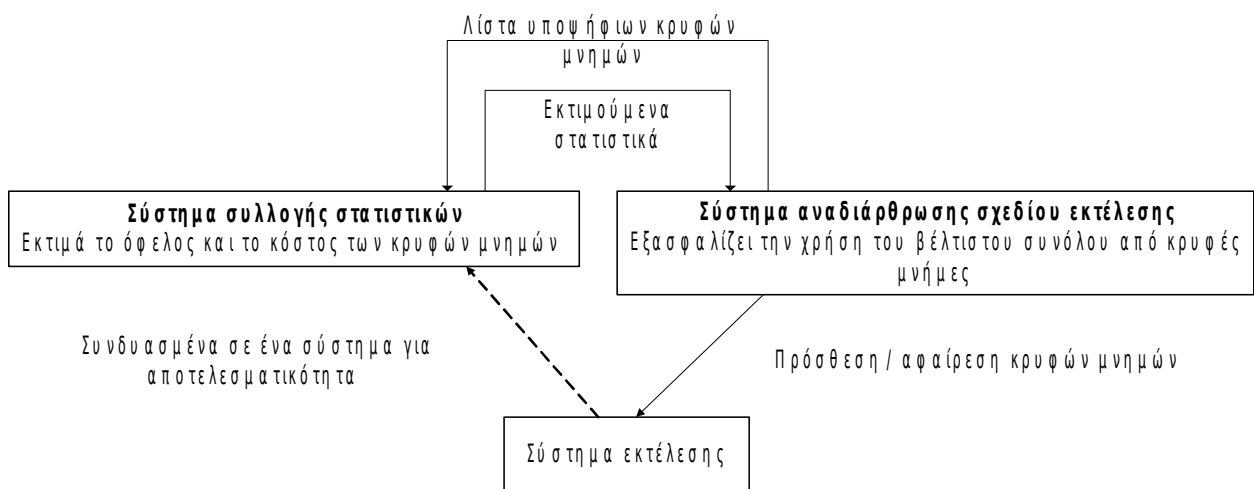 Λίστα υποψήφιων κρυφών
μνημών
Εκτιμούμενα
στατιστικά
Σύστημα συλλογής στατιστικών
Εκτιμά το όφελος και το κόστος των κρυφών μνημών
Σύστημα αναδιάρθρωσης σχεδίου εκτέλεσης
Εξασφαλίζει την χρήση του βέλτιστου συνόλου από κρυφές
μνήμες
Συνδυασμένα σε ένα σύστημα για
αποτελεσματικότητα
Πρόσθεση / αφαίρεση κρυφών μνημών
Σύστημα εκτέλεσης